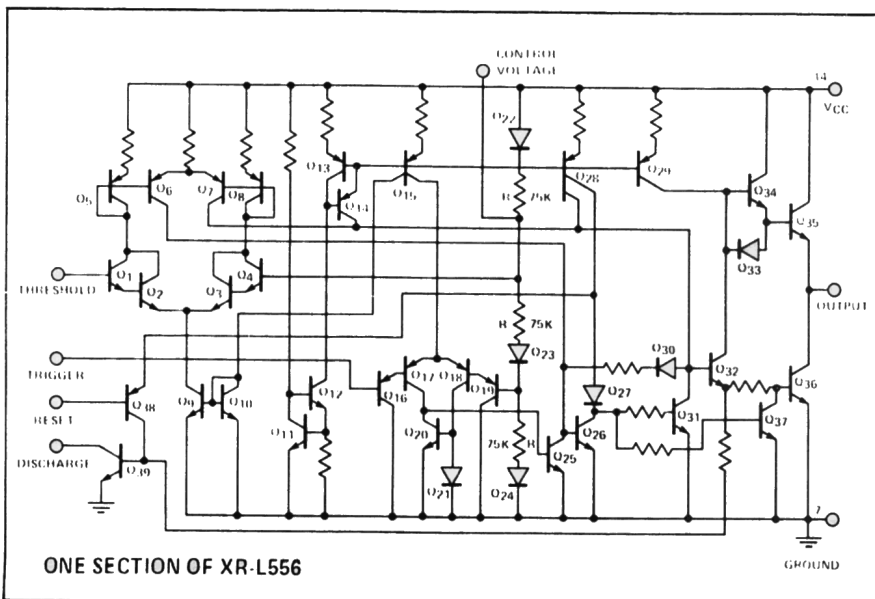 CONTROL
VOLTAGE
14
VCC
Q22
Q13
Q6
Q7
Q8
Q5
Q14
Q15
R 75K
Q28
Q29
Q34
Q35
Q33
Q1
Q2
Q3
Q4
THRESHOLD
OUTPUT
R 75K
Q23
Q30
Q32
TRIGGER
Q17
Q18
Q16
Q19
Q27
Q36
Q38
RESET
Q9
Q10
Q12
Q11
Q20
75K R
Q26
Q25
Q31
Q37
DISCHARGE
Q39
Q21
Q24
7
GROUND
ONE SECTION OF XR-L556